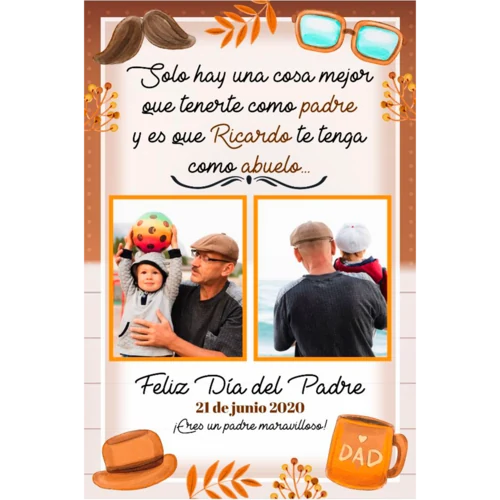 Solo hay una cosa mejor
que tenerte como padre
y es que Ricardo te tenga
como abuelo...
Feliz Día del Padre
21 de junio 2020
¡Eres un padre maravilloso!
DAD